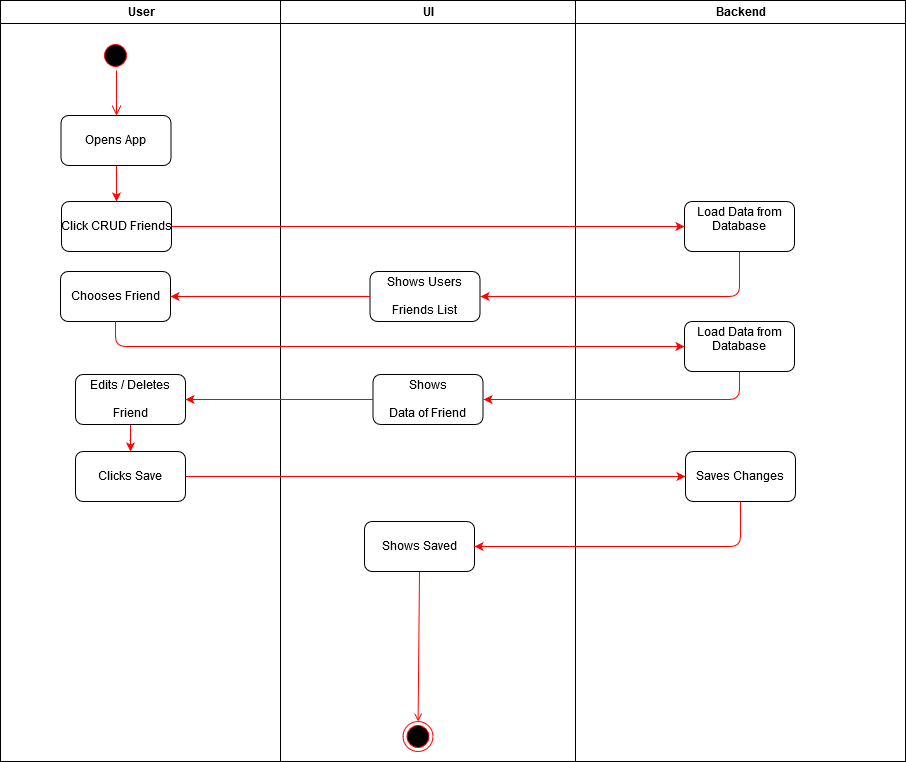 User
UI
Backend
Opens App
Click CRUD Friends
Load Data from
Database
Chooses Friend
Shows Users
Friends List
Load Data from
Database
Edits / Deletes
Friend
Shows
Data of Friend
Clicks Save
Saves Changes
Shows Saved